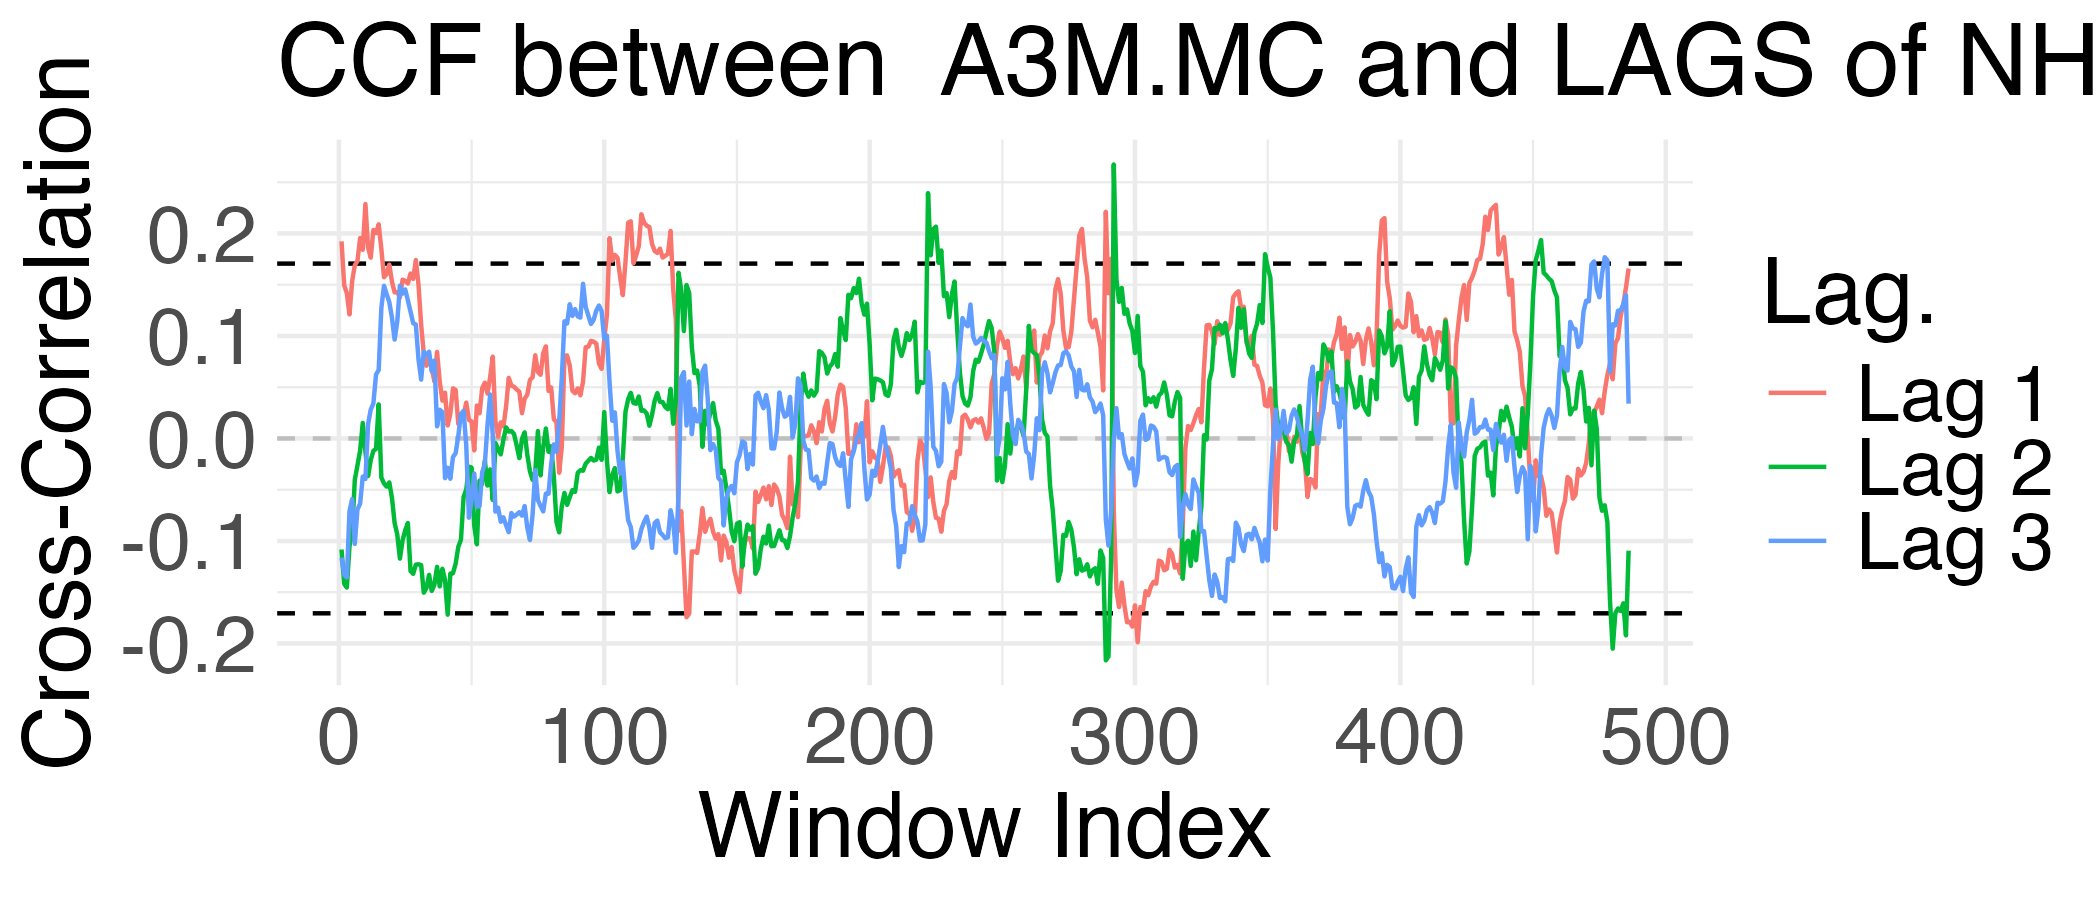 CCF between  A3M.MC and LAGS of NH
Cross-Correlation
0.2
0.1
0.0
-0.1
-0.2
0 100 200 300 400 500
Window Index
Lag.
Lag 1
Lag 2
Lag 3